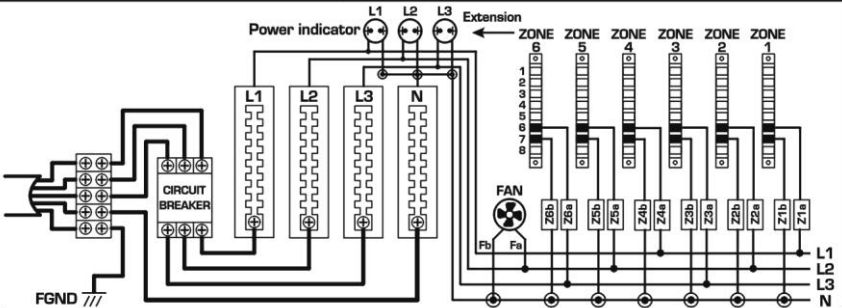 L1 L2 L3
Power indicator
Extension
ZONE 6 ZONE 5 ZONE 4 ZONE 3 ZONE 2 ZONE 1
1
2
3
4
5
6
7
8
L1 L2 L3 N
CIRCUIT
BREAKER
FAN
Fb Fa
Z6b Z6a Z5b Z5a Z4b Z4a Z3b Z3a Z2b Z2a Z1b Z1a
L1
L2
L3
N
FGND